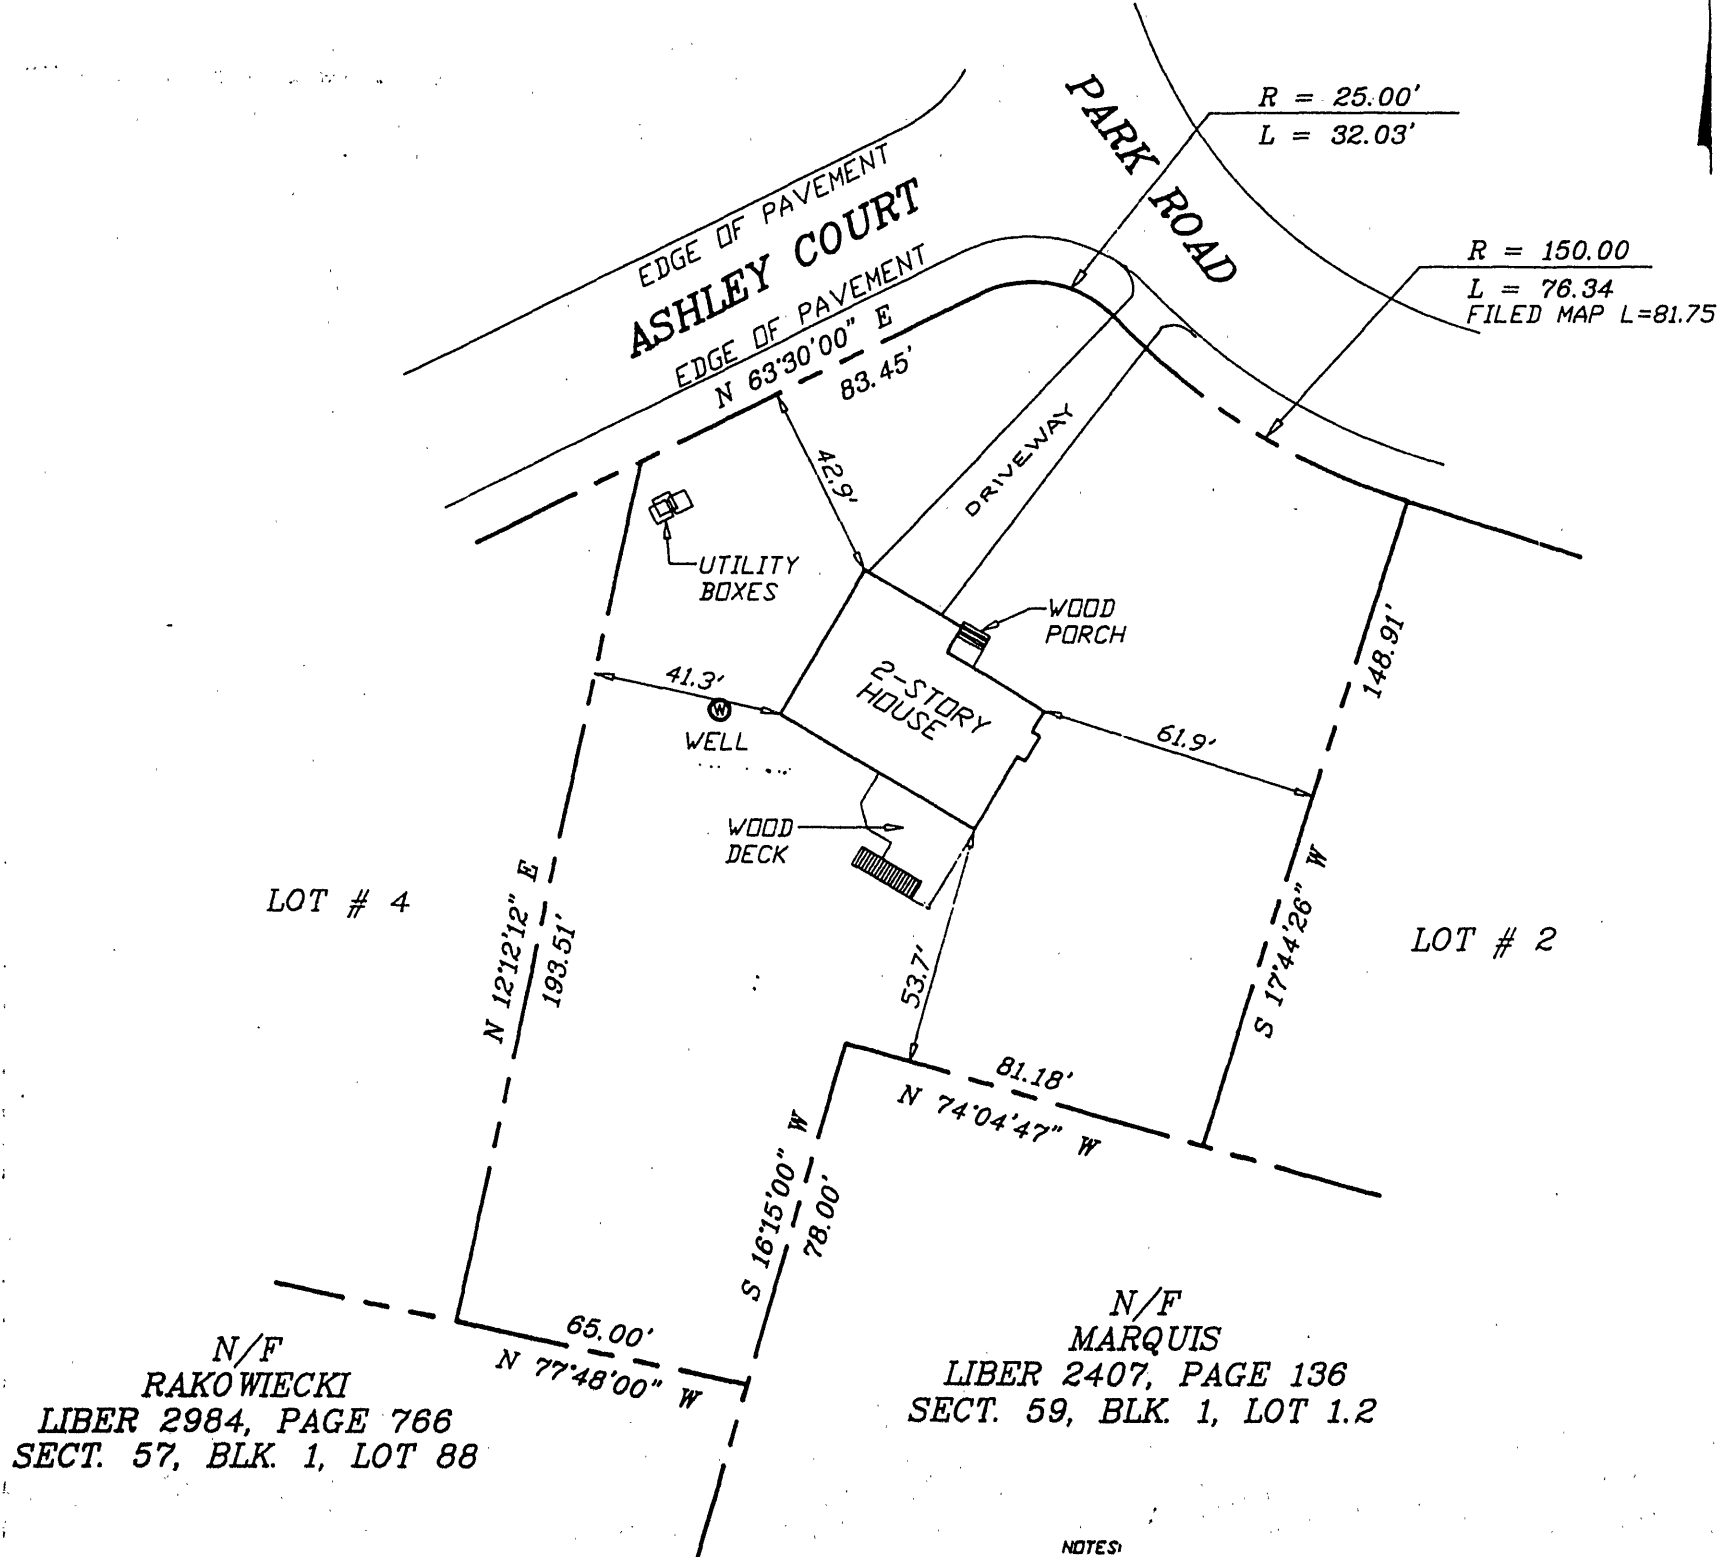 R = 25.00'
L = 32.03'
PARK ROAD
R = 150.00
L = 76.34
FILED MAP L=81.75
EDGE OF PAVEMENT
ASHLEY COURT
EDGE OF PAVEMENT
N 63°30'00" E
83.45'
42.9'
DRIVEWAY
UTILITY
BOXES
WOOD
PORCH
148.91'
41.3'
W
WELL
2-STORY
HOUSE
61.9'
WOOD
DECK
LOT # 4
N 12°12'12" E
193.51'
53.7'
S 17°44'26" W
LOT # 2
81.18'
N 74°04'47" W
S 16°15'00" W
78.00'
65.00'
N 77°48'00" W
N/F
RAKOWIECKI
LIBER 2984, PAGE 766
SECT. 57, BLK. 1, LOT 88
N/F
MARQUIS
LIBER 2407, PAGE 136
SECT. 59, BLK. 1, LOT 1.2
NOTES: